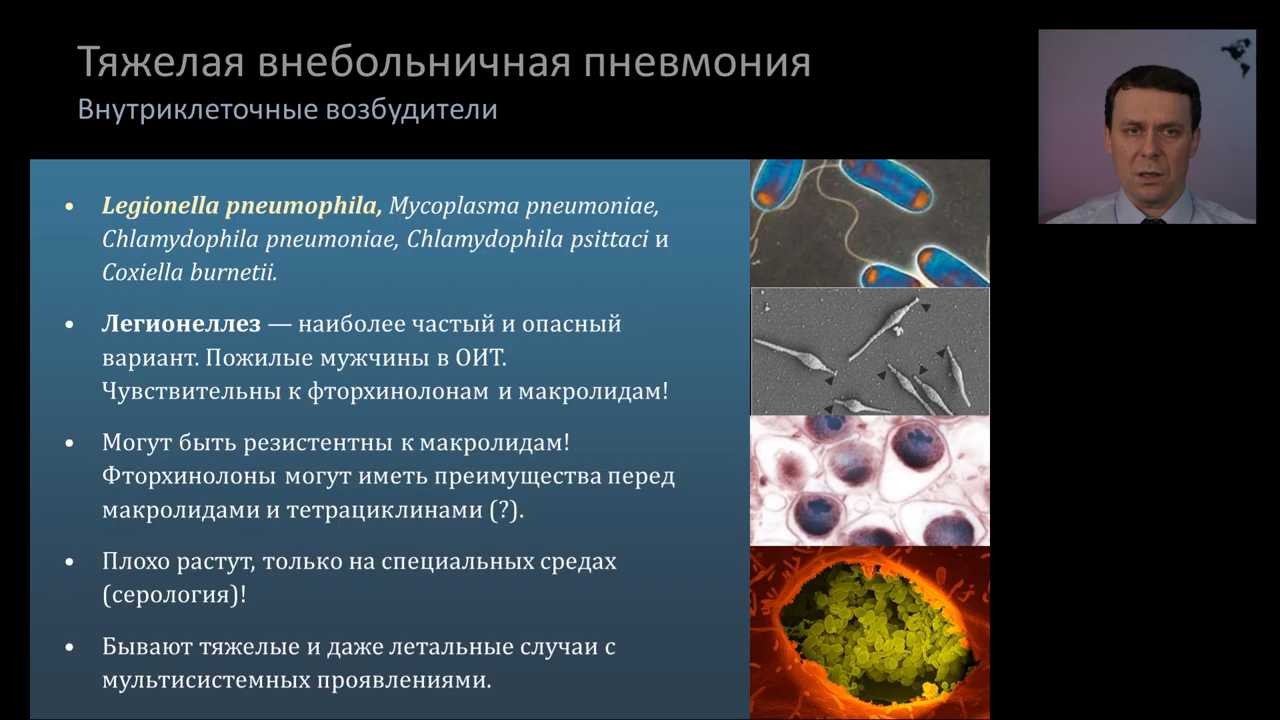 Тяжелая внебольничная пневмония
Внутриклеточные возбудители
• Legionella pneumophila, Mycoplasma pneumoniae,
Chlamydophila pneumoniae, Chlamydophila psittaci и
Coxiella burnetii.
• Легионеллез — наиболее частый и опасный
вариант. Пожилые мужчины в ОИТ.
Чувствительны к фторхинолонам и макролидам!
• Могут быть резистентны к макролидам!
Фторхинолоны могут иметь преимущества перед
макролидами и тетрациклинами (?).
• Плохо растут, только на специальных средах
(серология)!
• Бывают тяжелые и даже летальные случаи с
мультисистемных проявлениями.